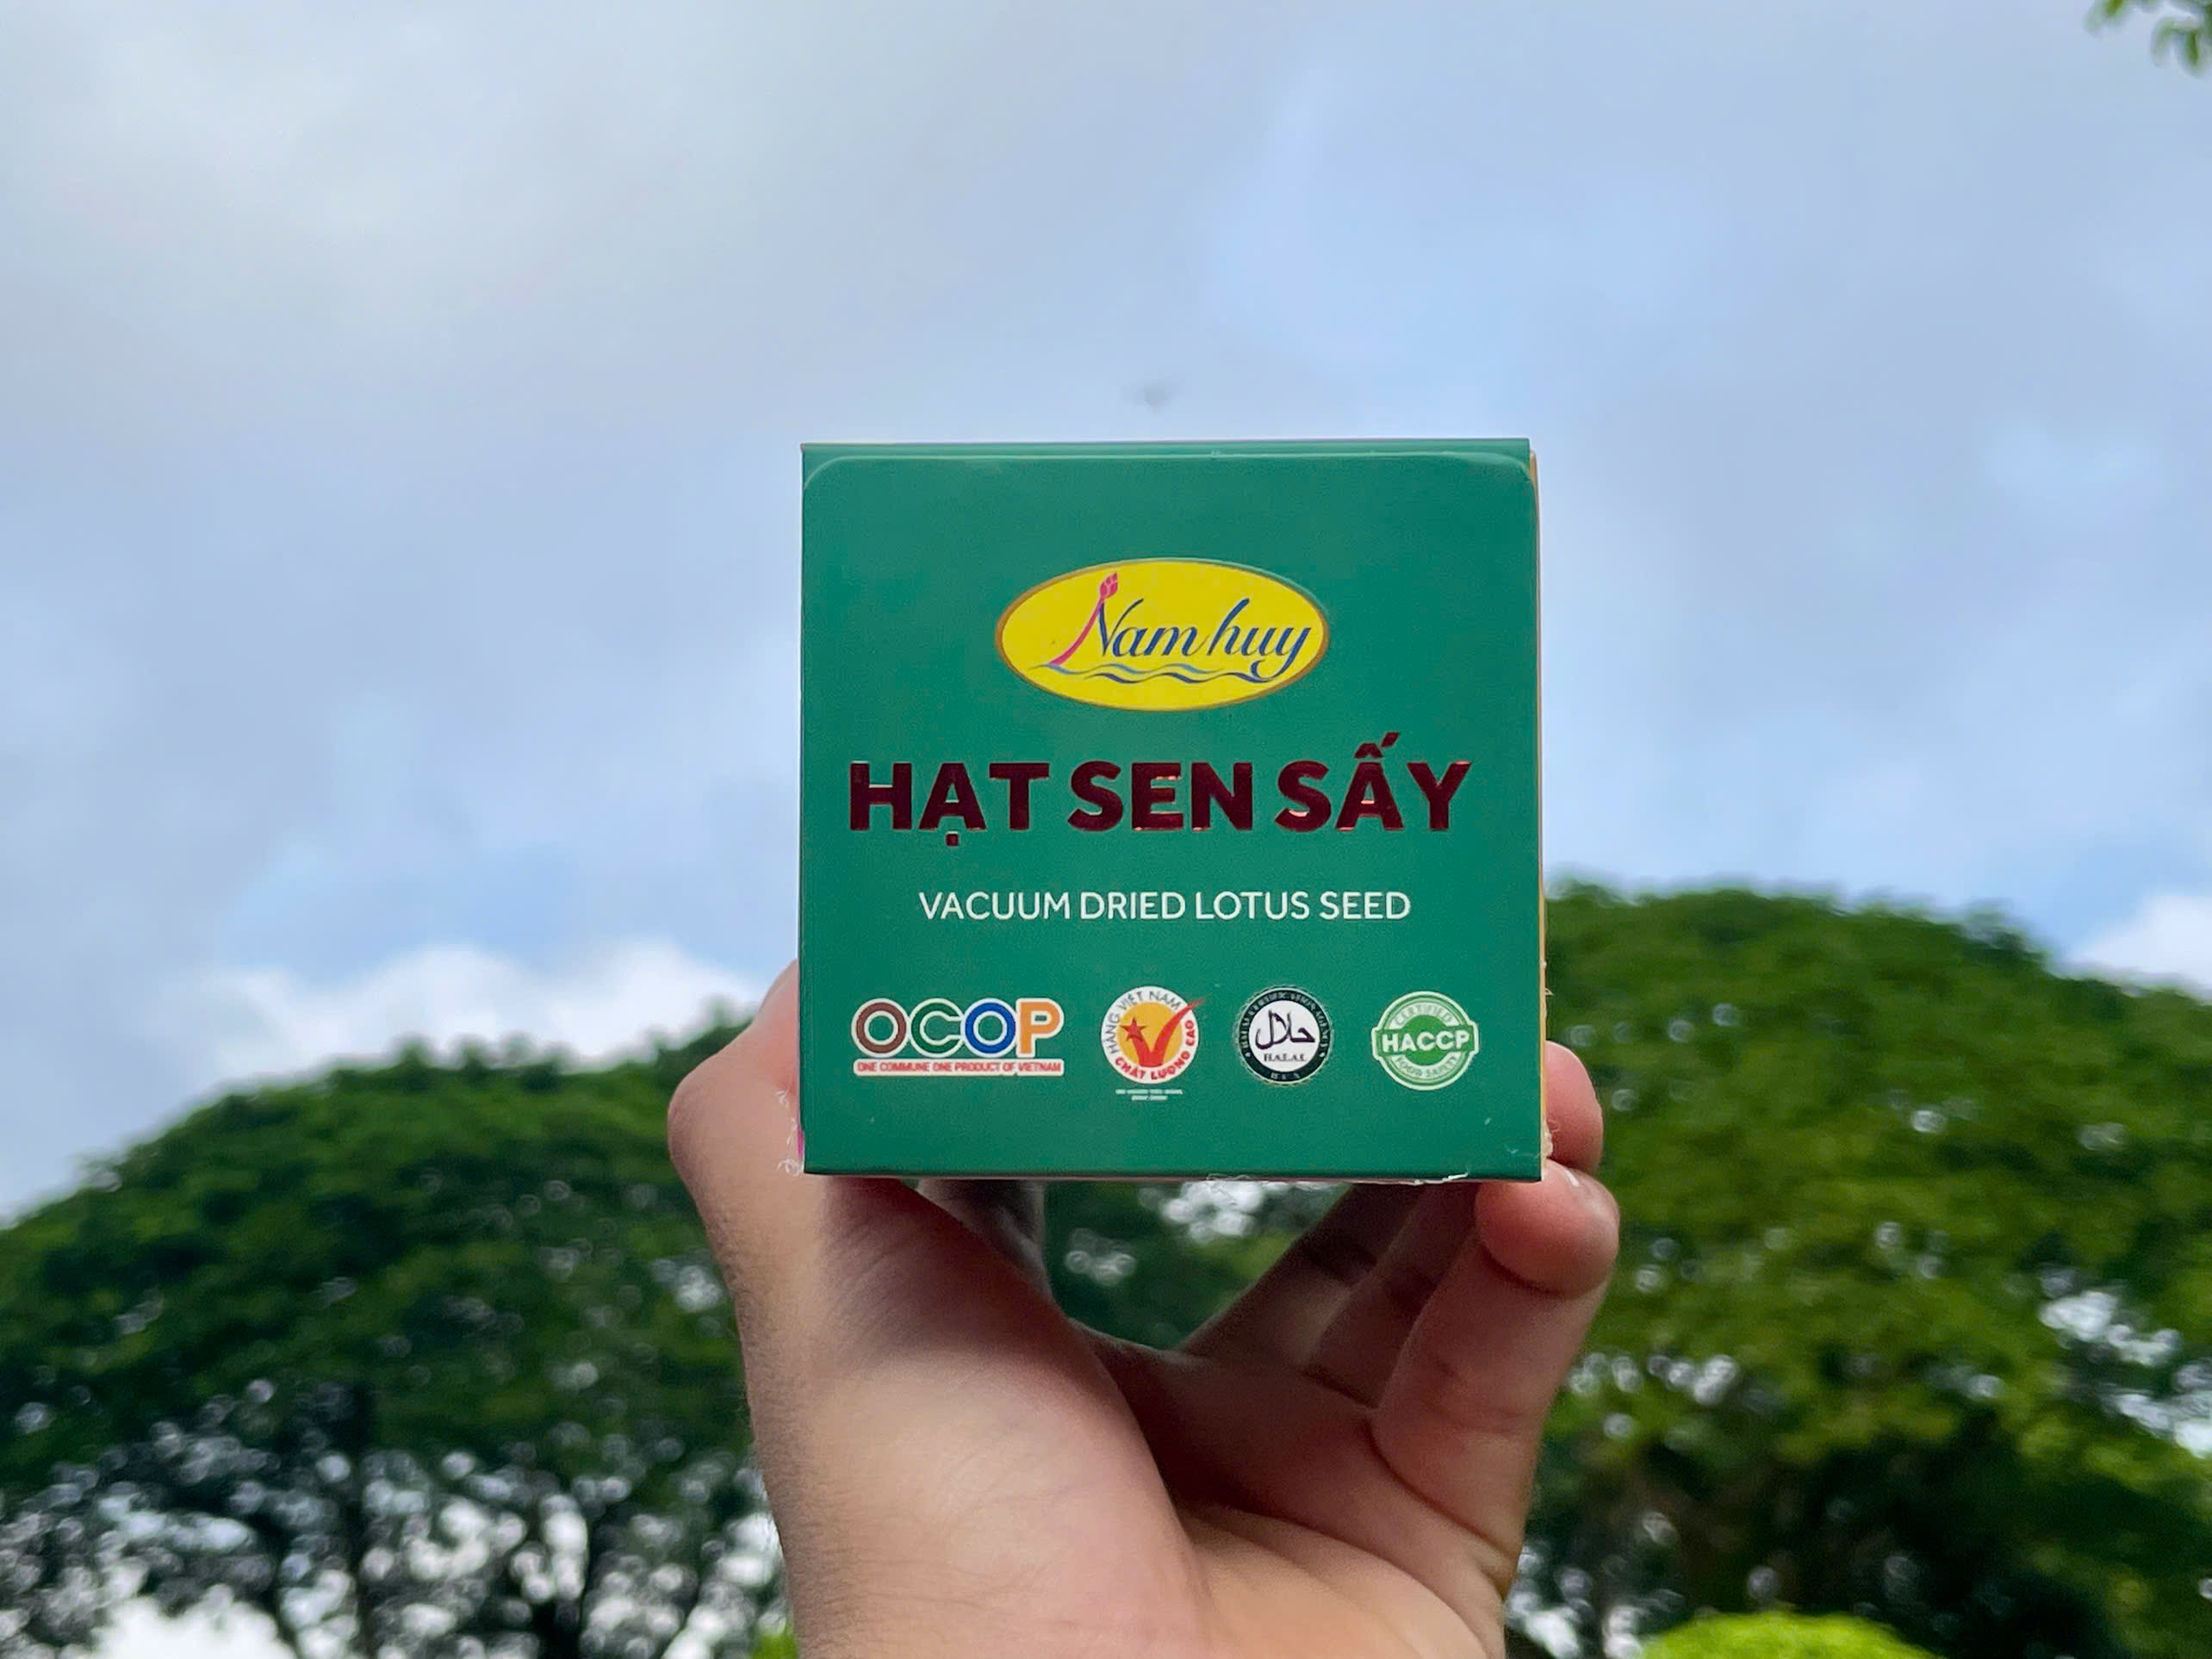 Nam huy
HẠT SEN SẤY
VACUUM DRIED LOTUS SEED
OCOP
ONE COMMUNE ONE PRODUCT OF VIETNAM
HÀNG VIỆT NAM
CHẤT LƯỢNG CAO
حلال
HALAL
CERTIFIED
HACCP
FOOD SAFETY